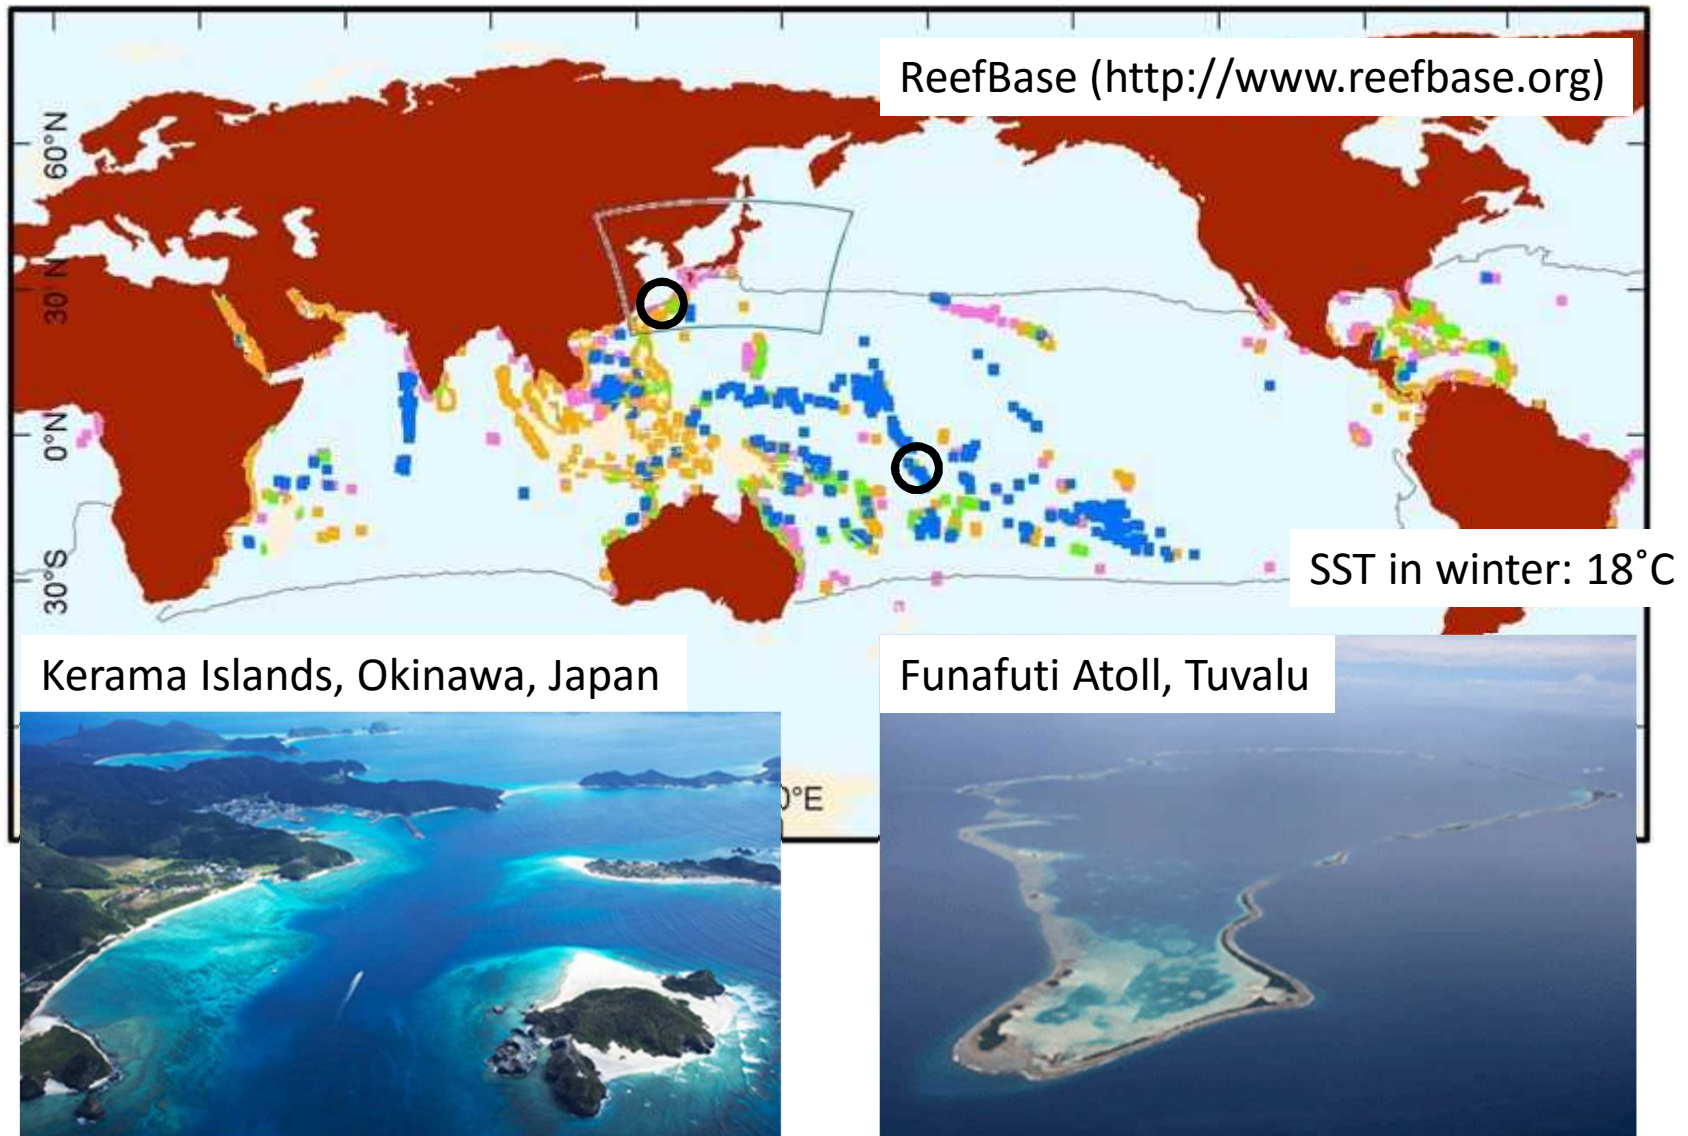 ReefBase (http://www.reefbase.org)
60°N
30°N
0°N
30°S
SST in winter: 18˚C
Kerama Islands, Okinawa, Japan
Funafuti Atoll, Tuvalu
0°E